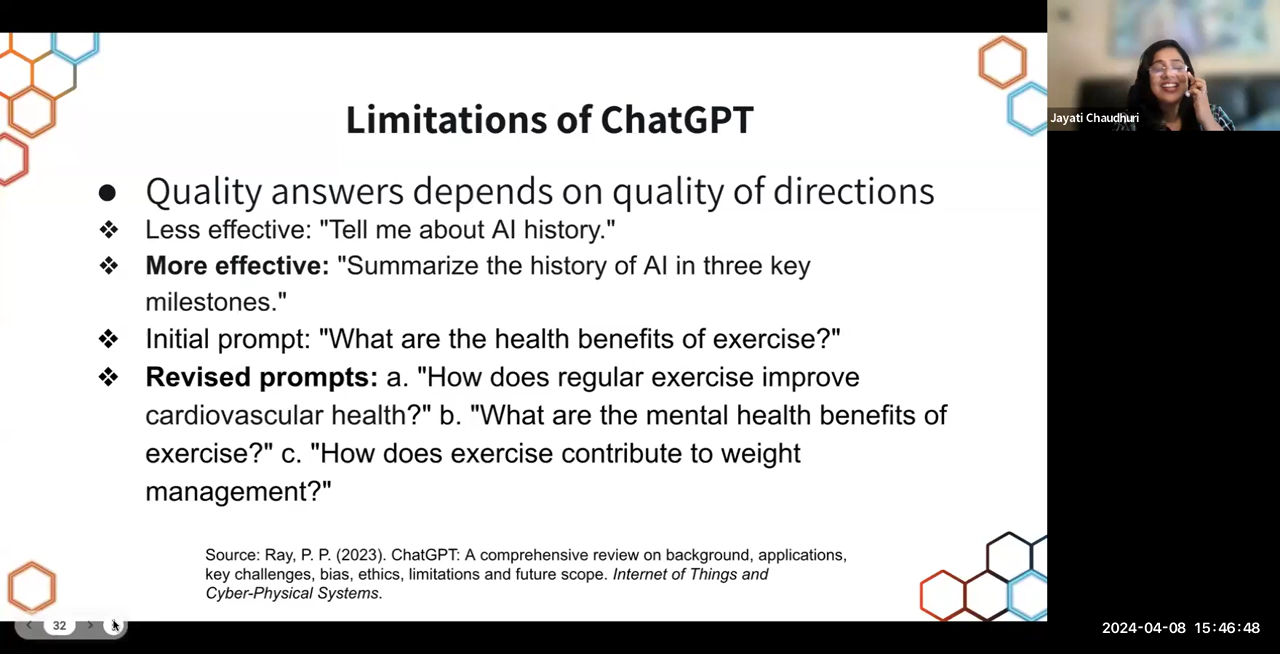 Limitations of ChatGPT
● Quality answers depends on quality of directions
❖ Less effective: "Tell me about AI history."
❖ More effective: "Summarize the history of AI in three key
milestones."
❖ Initial prompt: "What are the health benefits of exercise?"
❖ Revised prompts: a. "How does regular exercise improve
cardiovascular health?" b. "What are the mental health benefits of
exercise?" c. "How does exercise contribute to weight
management?"
Source: Ray, P. P. (2023). ChatGPT: A comprehensive review on background, applications,
key challenges, bias, ethics, limitations and future scope. Internet of Things and
Cyber-Physical Systems.
32
Jayati Chaudhuri
2024-04-08 15:46:48